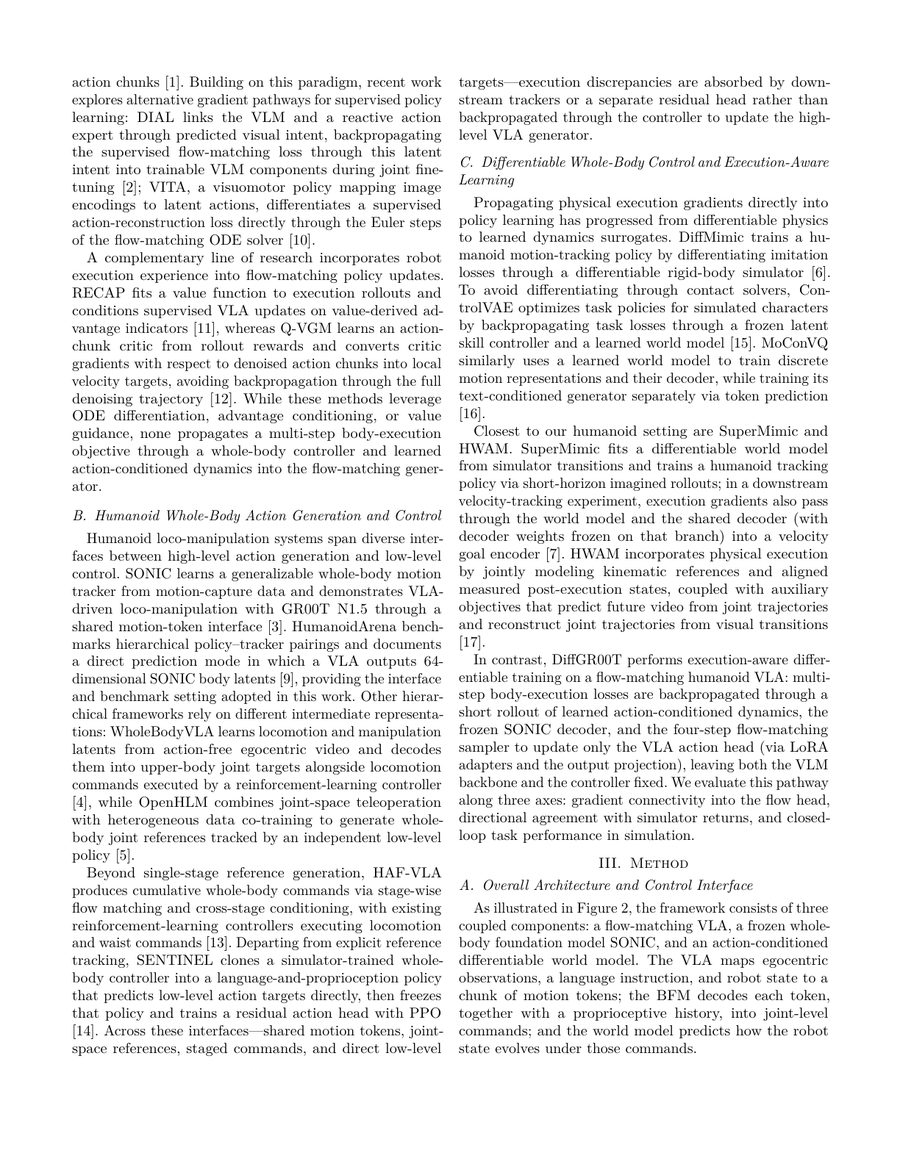 action chunks [1]. Building on this paradigm, recent work
explores alternative gradient pathways for supervised policy
learning: DIAL links the VLM and a reactive action
expert through predicted visual intent, backpropagating
the supervised flow-matching loss through this latent
intent into trainable VLM components during joint fine-
tuning [2]; VITA, a visuomotor policy mapping image
encodings to latent actions, differentiates a supervised
action-reconstruction loss directly through the Euler steps
of the flow-matching ODE solver [10].
A complementary line of research incorporates robot
execution experience into flow-matching policy updates.
RECAP fits a value function to execution rollouts and
conditions supervised VLA updates on value-derived ad-
vantage indicators [11], whereas Q-VGM learns an action-
chunk critic from rollout rewards and converts critic
gradients with respect to denoised action chunks into local
velocity targets, avoiding backpropagation through the full
denoising trajectory [12]. While these methods leverage
ODE differentiation, advantage conditioning, or value
guidance, none propagates a multi-step body-execution
objective through a whole-body controller and learned
action-conditioned dynamics into the flow-matching gener-
ator.
B. Humanoid Whole-Body Action Generation and Control
Humanoid loco-manipulation systems span diverse inter-
faces between high-level action generation and low-level
control. SONIC learns a generalizable whole-body motion
tracker from motion-capture data and demonstrates VLA-
driven loco-manipulation with GR00T N1.5 through a
shared motion-token interface [3]. HumanoidArena bench-
marks hierarchical policy–tracker pairings and documents
a direct prediction mode in which a VLA outputs 64-
dimensional SONIC body latents [9], providing the interface
and benchmark setting adopted in this work. Other hierar-
chical frameworks rely on different intermediate representa-
tions: WholeBodyVLA learns locomotion and manipulation
latents from action-free egocentric video and decodes
them into upper-body joint targets alongside locomotion
commands executed by a reinforcement-learning controller
[4], while OpenHLM combines joint-space teleoperation
with heterogeneous data co-training to generate whole-
body joint references tracked by an independent low-level
policy [5].
Beyond single-stage reference generation, HAF-VLA
produces cumulative whole-body commands via stage-wise
flow matching and cross-stage conditioning, with existing
reinforcement-learning controllers executing locomotion
and waist commands [13]. Departing from explicit reference
tracking, SENTINEL clones a simulator-trained whole-
body controller into a language-and-proprioception policy
that predicts low-level action targets directly, then freezes
that policy and trains a residual action head with PPO
[14]. Across these interfaces—shared motion tokens, joint-
space references, staged commands, and direct low-level
targets—execution discrepancies are absorbed by down-
stream trackers or a separate residual head rather than
backpropagated through the controller to update the high-
level VLA generator.
C. Differentiable Whole-Body Control and Execution-Aware
Learning
Propagating physical execution gradients directly into
policy learning has progressed from differentiable physics
to learned dynamics surrogates. DiffMimic trains a hu-
manoid motion-tracking policy by differentiating imitation
losses through a differentiable rigid-body simulator [6].
To avoid differentiating through contact solvers, Con-
trolVAE optimizes task policies for simulated characters
by backpropagating task losses through a frozen latent
skill controller and a learned world model [15]. MoConVQ
similarly uses a learned world model to train discrete
motion representations and their decoder, while training its
text-conditioned generator separately via token prediction
[16].
Closest to our humanoid setting are SuperMimic and
HWAM. SuperMimic fits a differentiable world model
from simulator transitions and trains a humanoid tracking
policy via short-horizon imagined rollouts; in a downstream
velocity-tracking experiment, execution gradients also pass
through the world model and the shared decoder (with
decoder weights frozen on that branch) into a velocity
goal encoder [7]. HWAM incorporates physical execution
by jointly modeling kinematic references and aligned
measured post-execution states, coupled with auxiliary
objectives that predict future video from joint trajectories
and reconstruct joint trajectories from visual transitions
[17].
In contrast, DiffGR00T performs execution-aware differ-
entiable training on a flow-matching humanoid VLA: multi-
step body-execution losses are backpropagated through a
short rollout of learned action-conditioned dynamics, the
frozen SONIC decoder, and the four-step flow-matching
sampler to update only the VLA action head (via LoRA
adapters and the output projection), leaving both the VLM
backbone and the controller fixed. We evaluate this pathway
along three axes: gradient connectivity into the flow head,
directional agreement with simulator returns, and closed-
loop task performance in simulation.
III. Method
A. Overall Architecture and Control Interface
As illustrated in Figure 2, the framework consists of three
coupled components: a flow-matching VLA, a frozen whole-
body foundation model SONIC, and an action-conditioned
differentiable world model. The VLA maps egocentric
observations, a language instruction, and robot state to a
chunk of motion tokens; the BFM decodes each token,
together with a proprioceptive history, into joint-level
commands; and the world model predicts how the robot
state evolves under those commands.